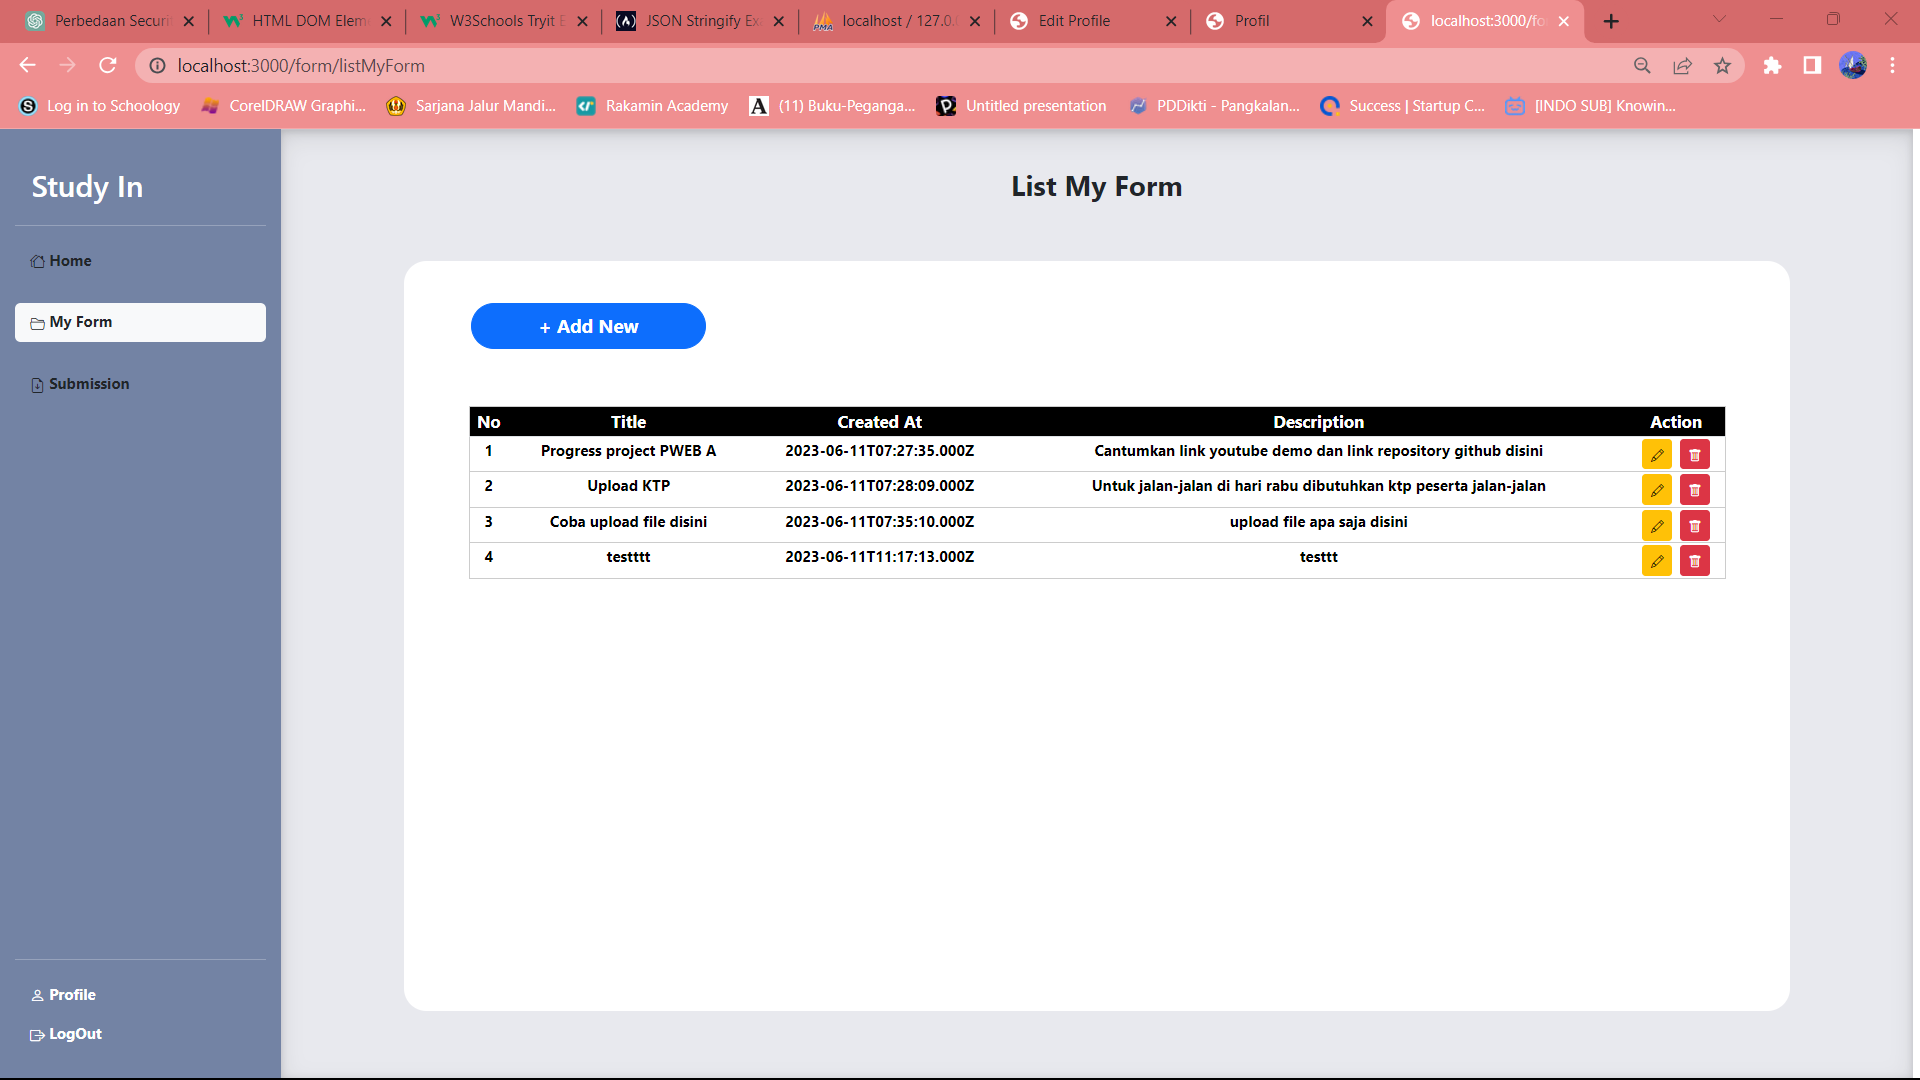 Perbedaan Securi
HTML DOM Elem
W3Schools Tryit E
JSON Stringify Ex
localhost / 127.0.
Edit Profile
Profil
localhost:3000/fo
localhost:3000/form/listMyForm
Log in to Schoology
CorelDRAW Graphi...
Sarjana Jalur Mandi...
Rakamin Academy
(11) Buku-Peganga...
Untitled presentation
PDDikti - Pangkalan...
Success | Startup C...
[INDO SUB] Knowin...
Study In
Home
My Form
Submission
Profile
LogOut
List My Form
+ Add New
No Title Created At Description Action
1 Progress project PWEB A 2023-06-11T07:27:35.000Z Cantumkan link youtube demo dan link repository github disini
2 Upload KTP 2023-06-11T07:28:09.000Z Untuk jalan-jalan di hari rabu dibutuhkan ktp peserta jalan-jalan
3 Coba upload file disini 2023-06-11T07:35:10.000Z upload file apa saja disini
4 testttt 2023-06-11T11:17:13.000Z testtt